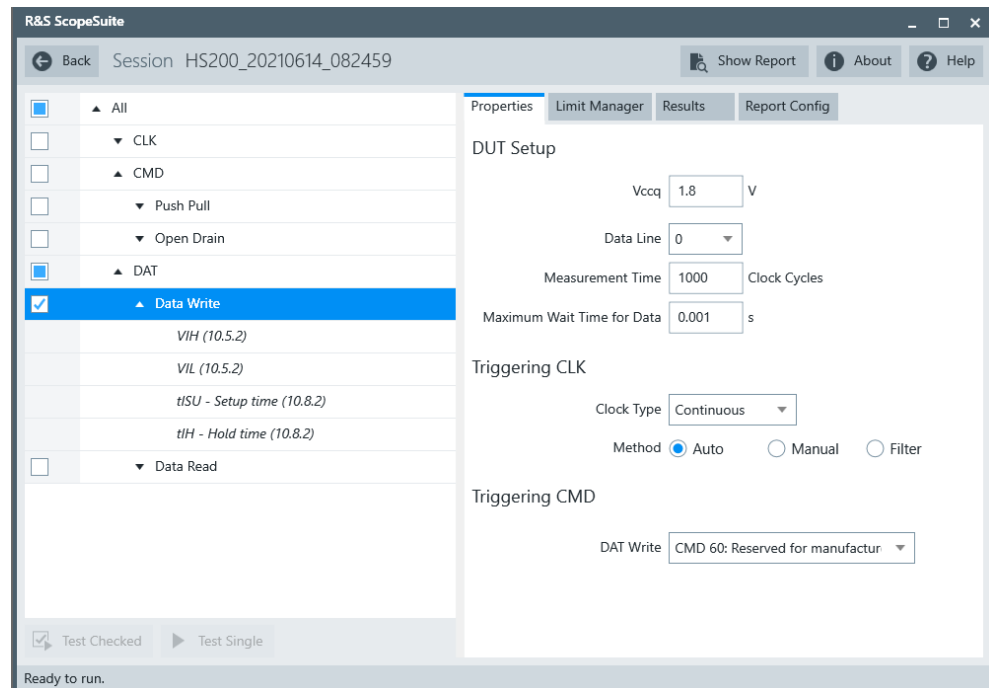 R&S ScopeSuite
Back Session HS200_20210614_082459 Show Report About Help
All
CLK
CMD
Push Pull
Open Drain
DAT
Data Write
VIH (10.5.2)
VIL (10.5.2)
tISU - Setup time (10.8.2)
tIH - Hold time (10.8.2)
Data Read
Test Checked Test Single
Properties Limit Manager Results Report Config
DUT Setup
Vccq 1.8 V
Data Line 0
Measurement Time 1000 Clock Cycles
Maximum Wait Time for Data 0.001 s
Triggering CLK
Clock Type Continuous
Method Auto Manual Filter
Triggering CMD
DAT Write CMD 60: Reserved for manufactur
Ready to run.